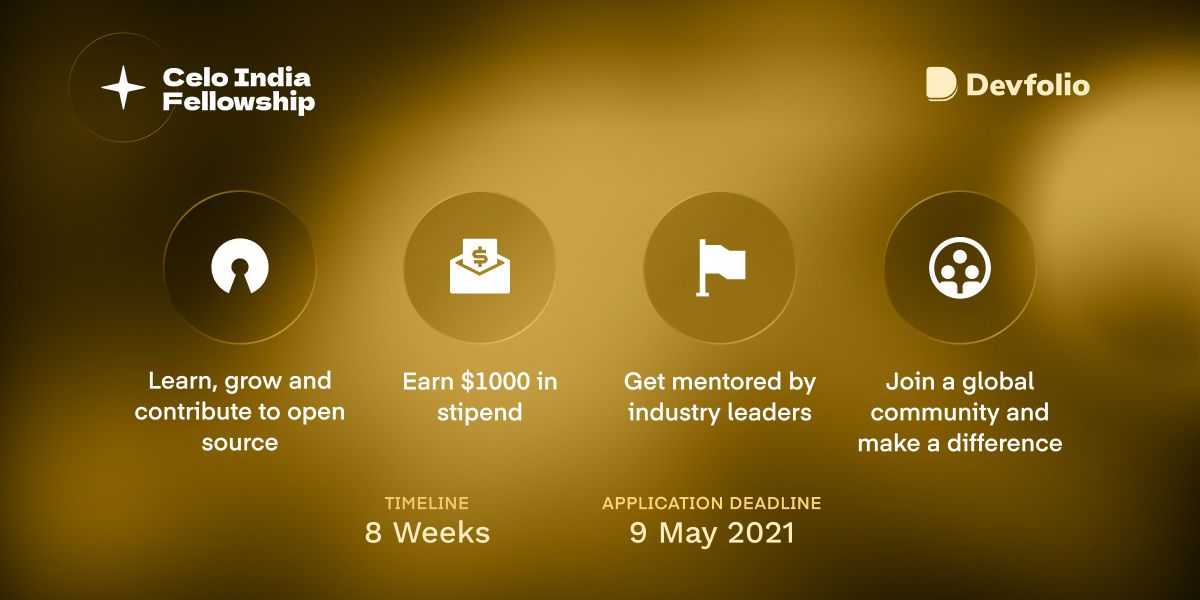 Celo India
Fellowship
Devfolio
Learn, grow and
contribute to open
source
Earn $1000 in
stipend
Get mentored by
industry leaders
Join a global
community and
make a difference
TIMELINE
8 Weeks
APPLICATION DEADLINE
9 May 2021